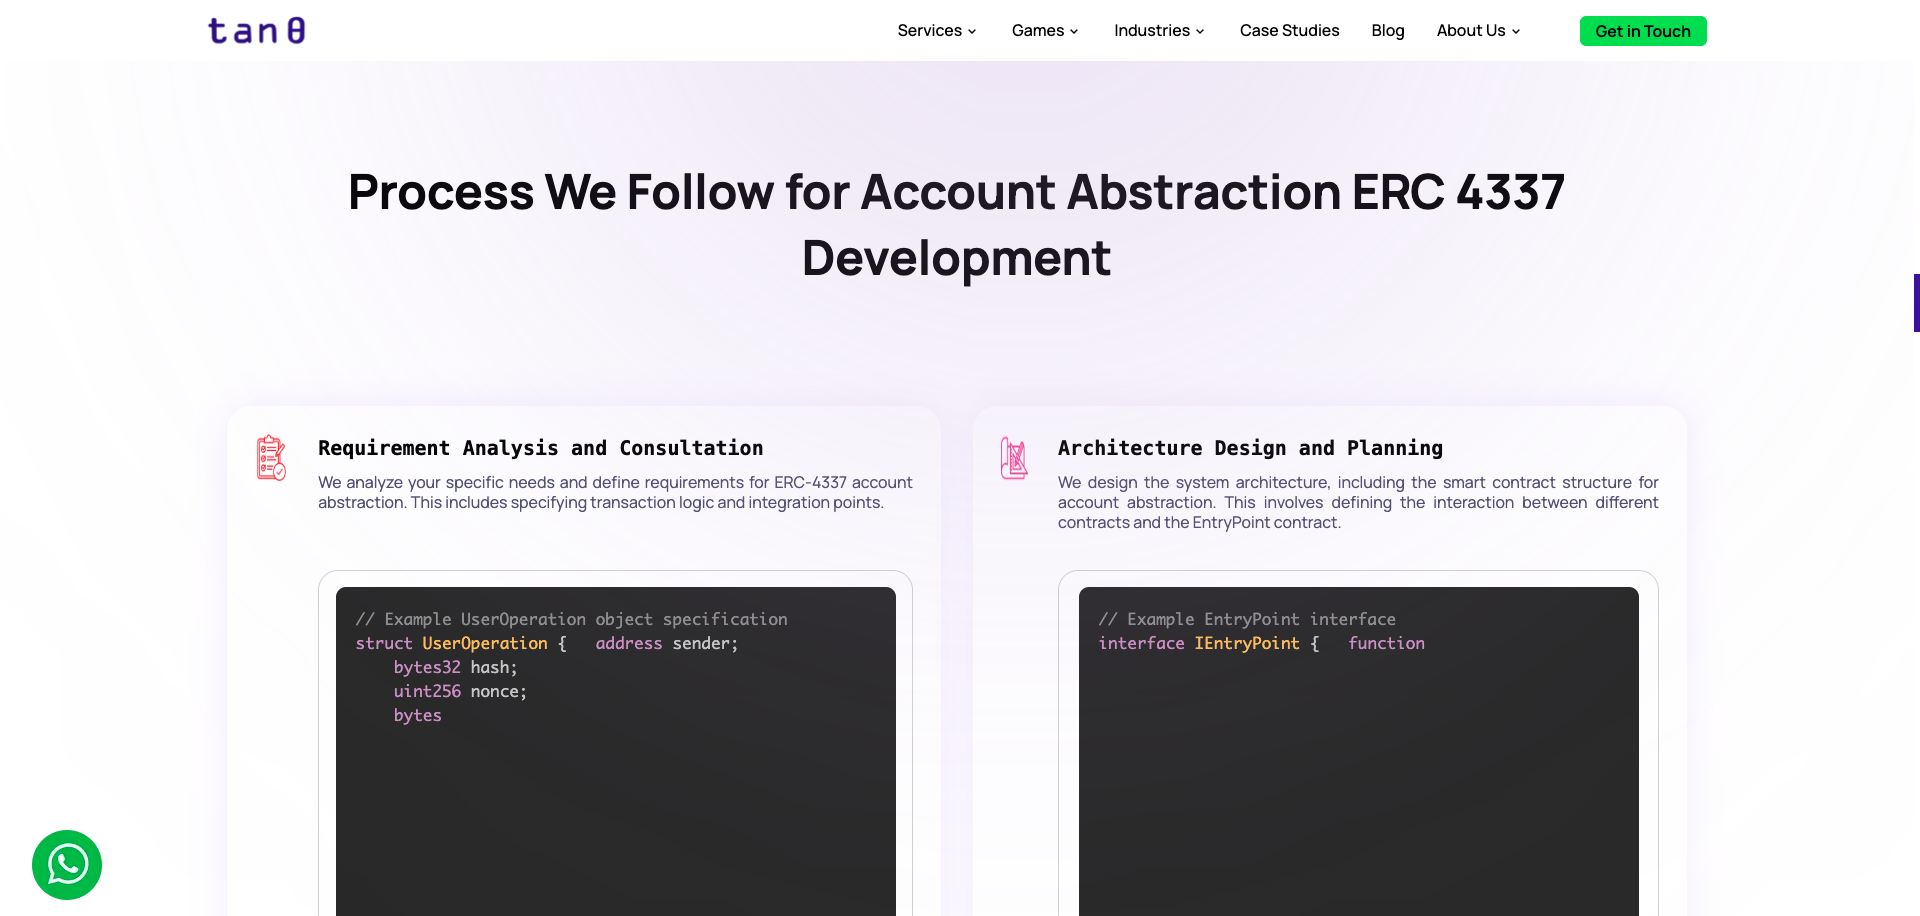 tanθ
Services Games Industries Case Studies Blog About Us Get in Touch
Process We Follow for Account Abstraction ERC 4337
Development
Requirement Analysis and Consultation
We analyze your specific needs and define requirements for ERC-4337 account
abstraction. This includes specifying transaction logic and integration points.
// Example UserOperation object specification
struct UserOperation {   address sender;
    bytes32 hash;
    uint256 nonce;
    bytes
Architecture Design and Planning
We design the system architecture, including the smart contract structure for
account abstraction. This involves defining the interaction between different
contracts and the EntryPoint contract.
// Example EntryPoint interface
interface IEntryPoint {   function